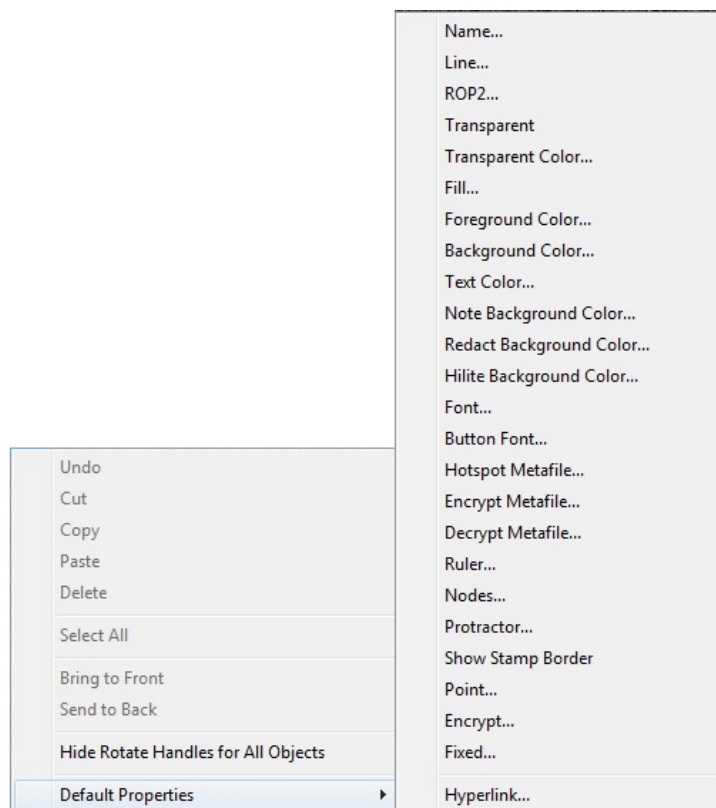 Name...
Line...
ROP2...
Transparent
Transparent Color...
Fill...
Foreground Color...
Background Color...
Text Color...
Note Background Color...
Redact Background Color...
Hilite Background Color...
Font...
Button Font...
Hotspot Metafile...
Encrypt Metafile...
Decrypt Metafile...
Ruler...
Nodes...
Protractor...
Show Stamp Border
Point...
Encrypt...
Fixed...
Hyperlink...
Undo
Cut
Copy
Paste
Delete
Select All
Bring to Front
Send to Back
Hide Rotate Handles for All Objects
Default Properties